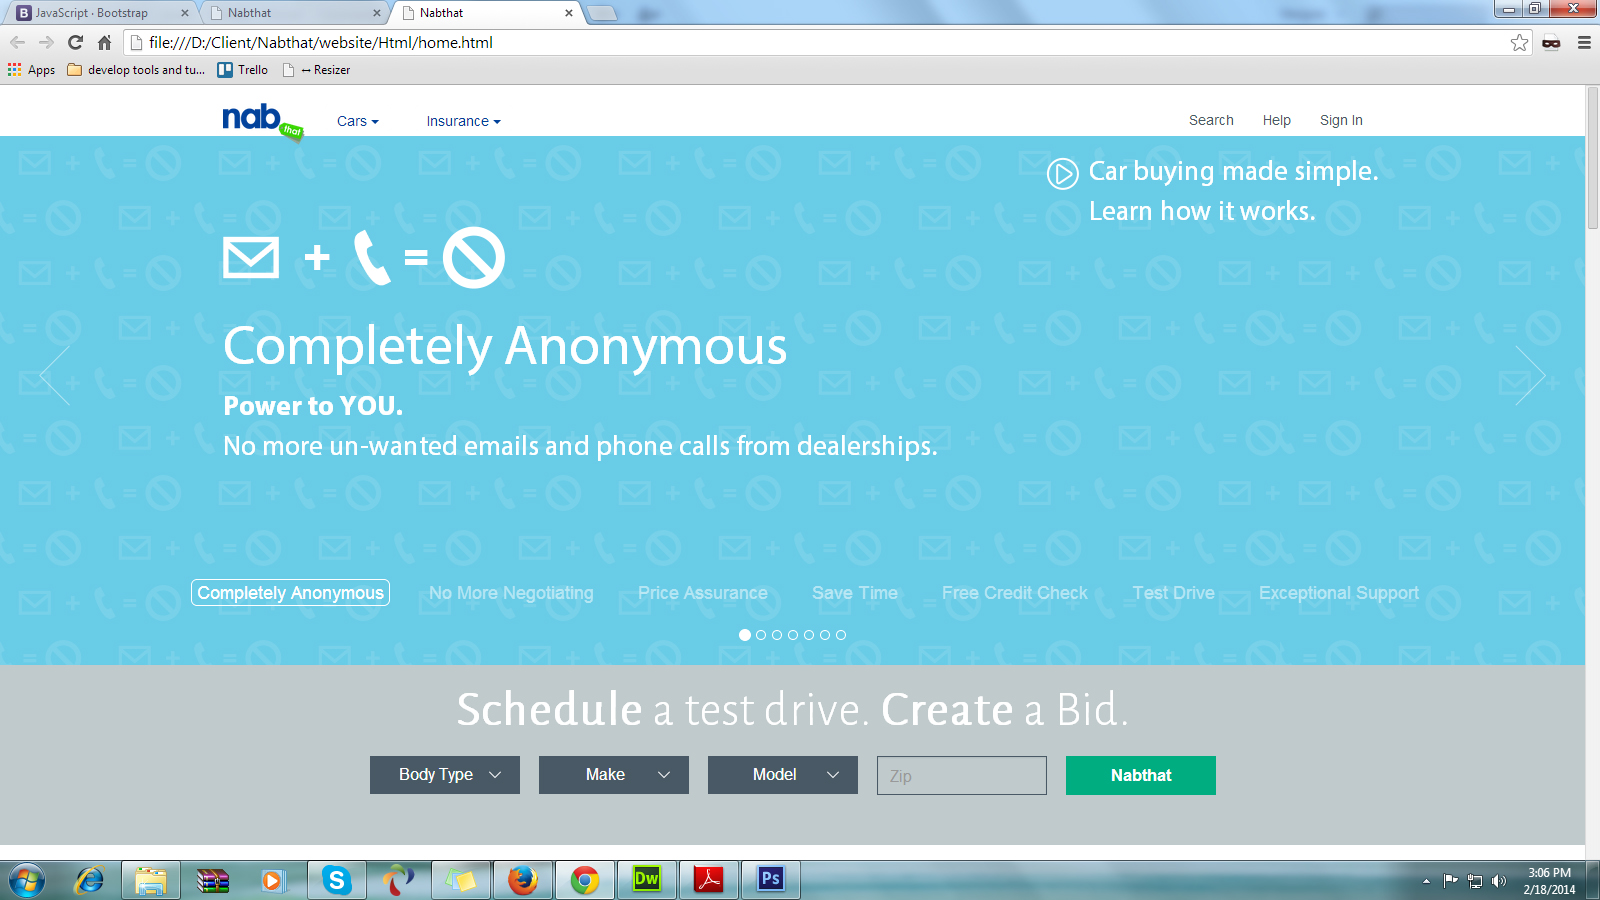 JavaScript · Bootstrap
Nabthat
Nabthat
file:///D:/Client/Nabthat/website/Html/home.html
Apps
develop tools and tu...
Trello
↔ Resizer
nab
that
Cars
Insurance
Search
Help
Sign In
Car buying made simple.
Learn how it works.
Completely Anonymous
Power to YOU.
No more un-wanted emails and phone calls from dealerships.
Completely Anonymous
No More Negotiating
Price Assurance
Save Time
Free Credit Check
Test Drive
Exceptional Support
Schedule a test drive. Create a Bid.
Body Type
Make
Model
Zip
Nabthat
Dw
Ps
3:06 PM
2/18/2014